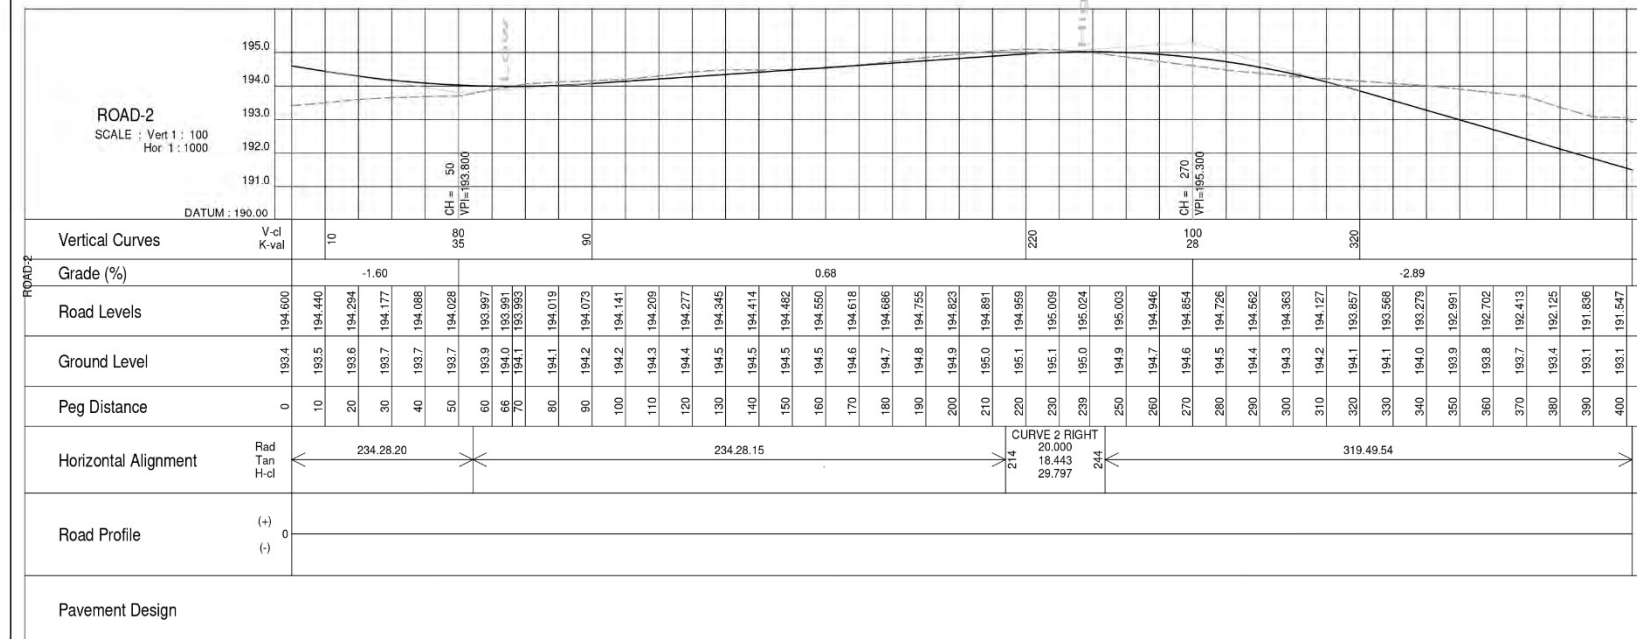 Low
Hig
195.0
194.0
193.0
192.0
191.0
DATUM : 190.00
ROAD-2
SCALE : Vert 1 : 100
Hor 1 : 1000
CH = 50
VPI=193.800
CH = 270
VPI=195.300
ROAD-2
Vertical Curves V-cl K-val 10 80 35 90 220 100 28 320
Grade (%) -1.60 0.68 -2.89
Road Levels 194.600 194.440 194.294 194.177 194.088 194.028 193.997 193.991 193.993 194.019 194.073 194.141 194.209 194.277 194.345 194.414 194.482 194.550 194.618 194.686 194.755 194.823 194.891 194.959 195.009 195.024 195.003 194.946 194.854 194.726 194.562 194.363 194.127 193.857 193.568 193.279 192.991 192.702 192.413 192.125 191.836 191.547
Ground Level 193.4 193.5 193.6 193.7 193.7 193.7 193.9 194.0 194.1 194.1 194.2 194.2 194.3 194.4 194.5 194.5 194.5 194.5 194.6 194.7 194.8 194.9 195.0 195.1 195.1 195.0 194.9 194.7 194.6 194.5 194.4 194.3 194.2 194.1 194.1 194.0 193.9 193.8 193.7 193.4 193.1 193.1
Peg Distance 0 10 20 30 40 50 60 66 70 80 90 100 110 120 130 140 150 160 170 180 190 200 210 220 230 239 250 260 270 280 290 300 310 320 330 340 350 360 370 380 390 400
Horizontal Alignment Rad Tan H-cl 234.28.20 234.28.15 214
CURVE 2 RIGHT
20.000
18.443
29.797
244 319.49.54
Road Profile (+) 0 (-)
Pavement Design